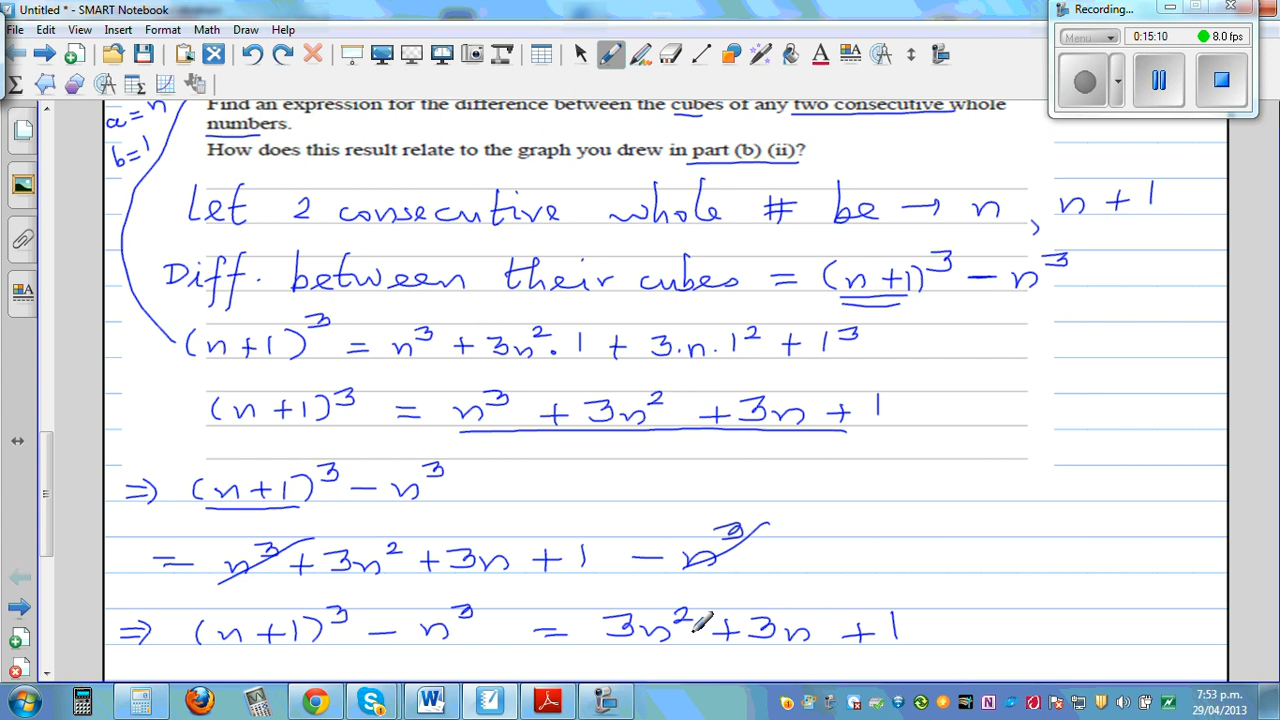 Untitled * - SMART Notebook
Recording...
File Edit View Insert Format Math Draw Help
Menu
0:15:10
8.0 fps
a = n
b = 1
Find an expression for the difference between the cubes of any two consecutive whole
numbers.
How does this result relate to the graph you drew in part (b) (ii)?
Let 2 consecutive whole # be → n, n + 1
Diff. between their cubes = (n+1)³ − n³
(n+1)³ = n³ + 3n²·1 + 3·n·1² + 1³
(n+1)³ = n³ + 3n² + 3n + 1
⇒ (n+1)³ − n³
= n³ + 3n² + 3n + 1 − n³
⇒ (n+1)³ − n³ = 3n² + 3n + 1
7:53 p.m.
29/04/2013